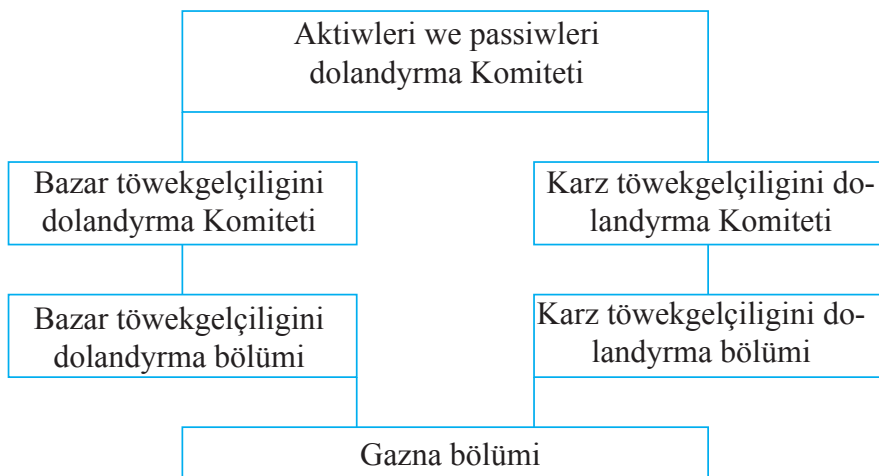 Aktiwleri we passiwleri
dolandyrma Komiteti
Bazar töwekgelçiligini
dolandyrma Komiteti
Karz töwekgelçiligini do-
landyrma Komiteti
Bazar töwekgelçiligini
dolandyrma bölümi
Karz töwekgelçiligini do-
landyrma bölümi
Gazna bölümi